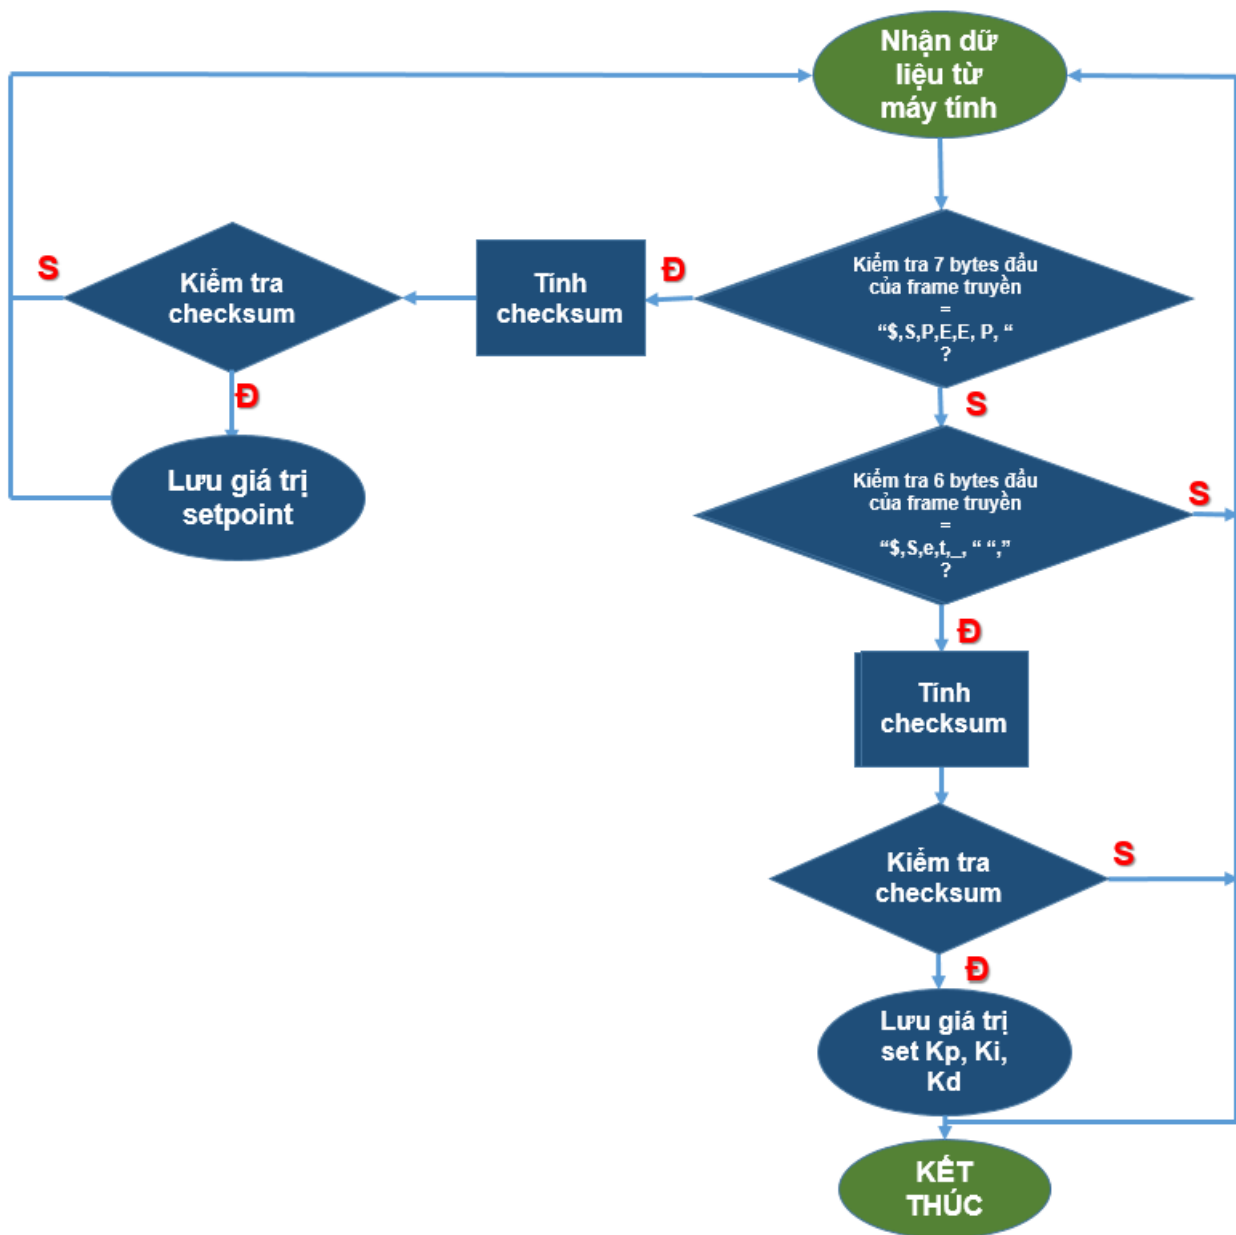 Nhận dữ
liệu từ
máy tính
Kiểm tra 7 bytes đầu
của frame truyền
=
“$,S,P,E,E, P, “
?
Đ
Tính
checksum
Kiểm tra
checksum
S
Đ
Lưu giá trị
setpoint
S
Kiểm tra 6 bytes đầu
của frame truyền
=
“$,S,e,t,_, “ “,”
?
S
Đ
Tính
checksum
Kiểm tra
checksum
S
Đ
Lưu giá trị
set Kp, Ki,
Kd
KẾT
THÚC